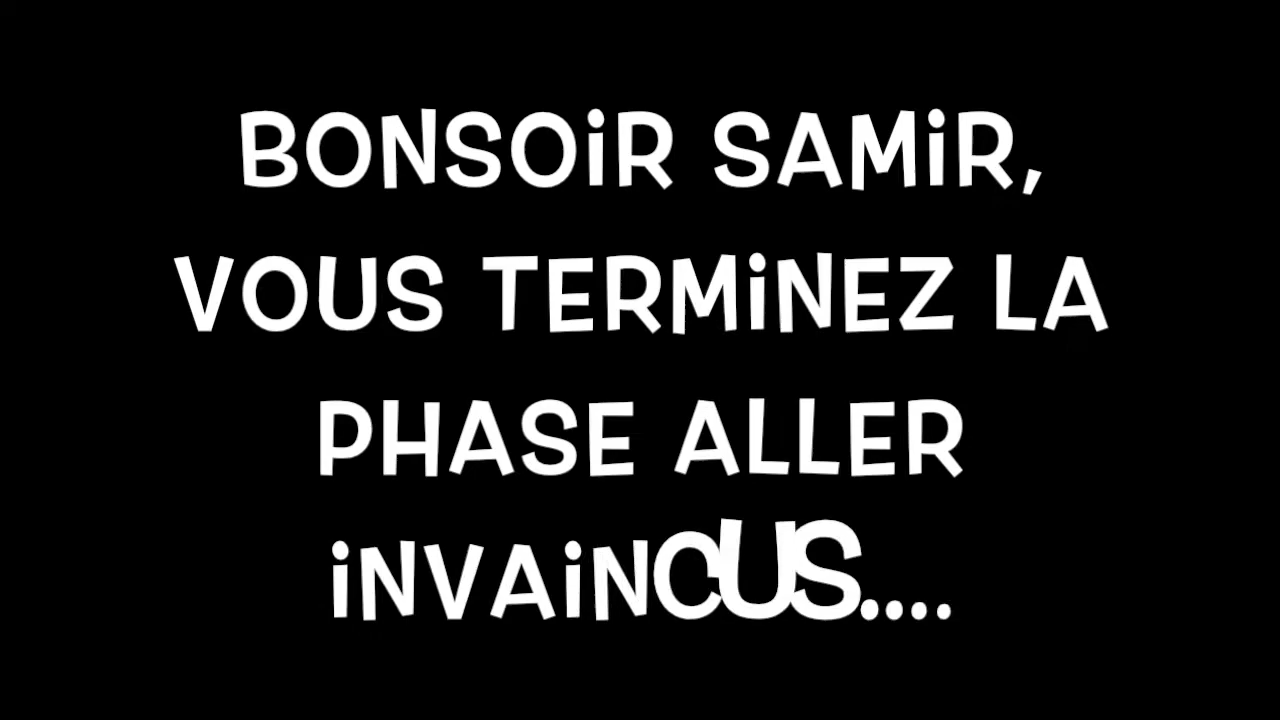 BONSOiR SAMiR,
VOUS TERMiNEZ LA
PHASE ALLER
iNVAiNCUS....